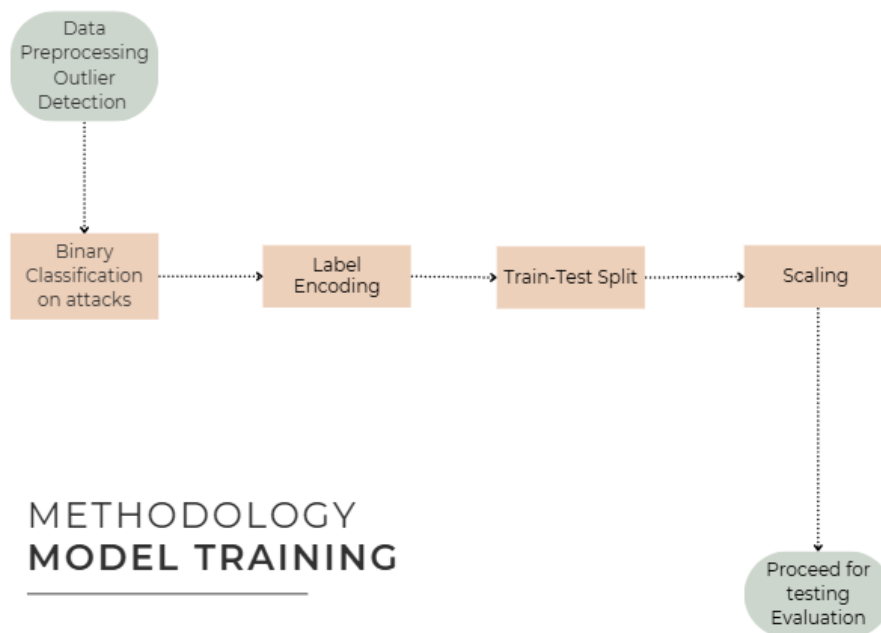 Data
Preprocessing
Outlier
Detection
Binary
Classification
on attacks
Label
Encoding
Train-Test Split
Scaling
METHODOLOGY
MODEL TRAINING
Proceed for
testing
Evaluation